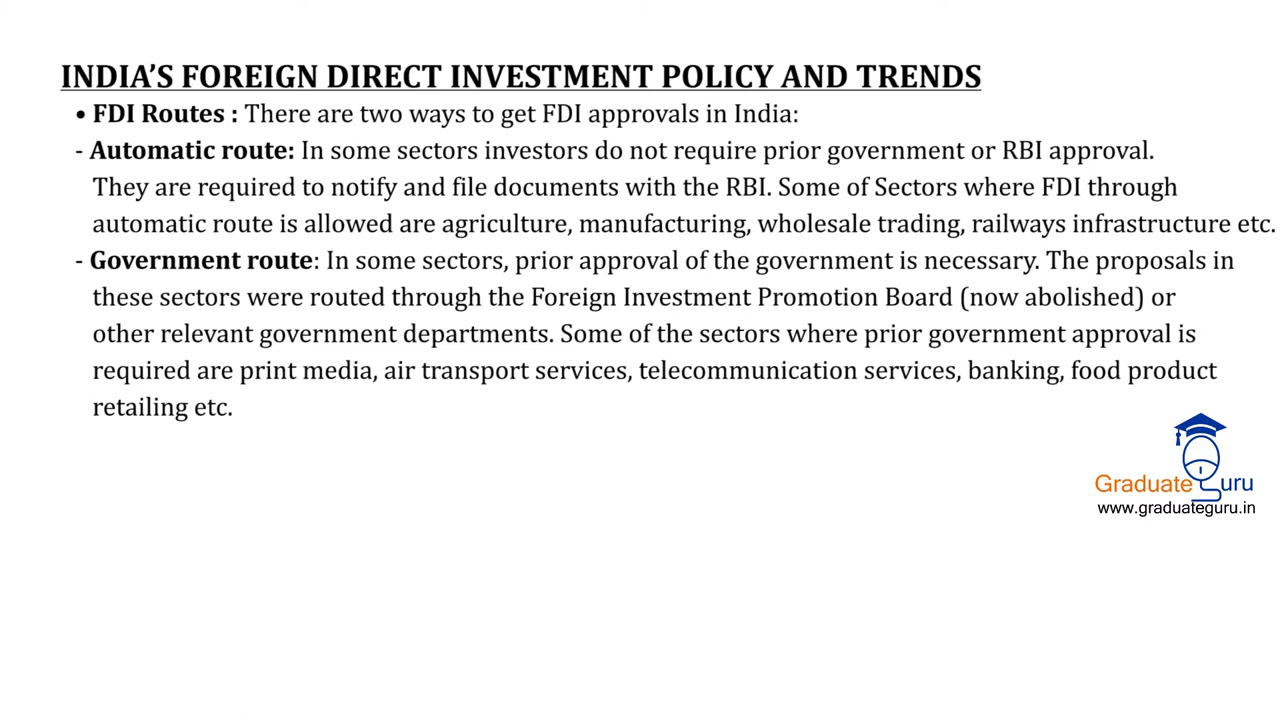 INDIA'S FOREIGN DIRECT INVESTMENT POLICY AND TRENDS
• FDI Routes : There are two ways to get FDI approvals in India:
- Automatic route: In some sectors investors do not require prior government or RBI approval.
They are required to notify and file documents with the RBI. Some of Sectors where FDI through
automatic route is allowed are agriculture, manufacturing, wholesale trading, railways infrastructure etc.
- Government route: In some sectors, prior approval of the government is necessary. The proposals in
these sectors were routed through the Foreign Investment Promotion Board (now abolished) or
other relevant government departments. Some of the sectors where prior government approval is
required are print media, air transport services, telecommunication services, banking, food product
retailing etc.
Graduate Guru
www.graduateguru.in